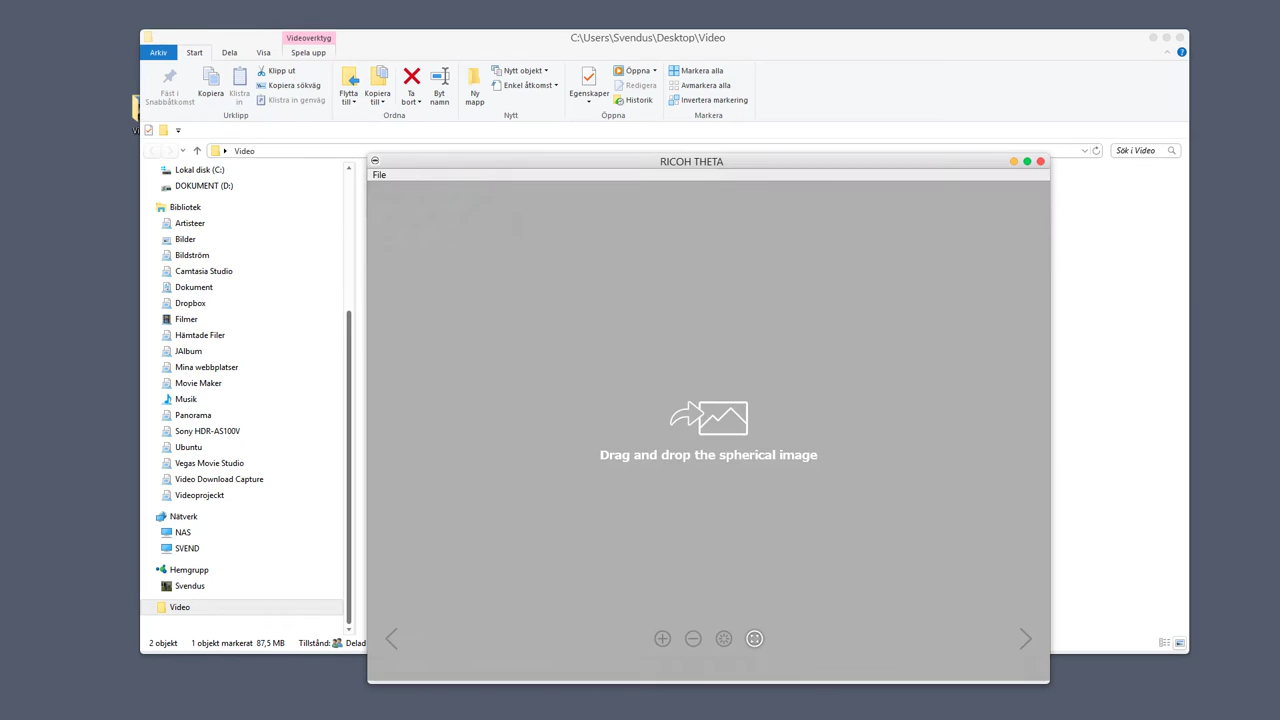 Videoverktyg
C:\Users\Svendus\Desktop\Video
Arkiv
Start
Dela
Visa
Spela upp
Fäst i Snabbåtkomst
Kopiera
Klistra in
Klipp ut
Kopiera sökväg
Klistra in genväg
Urklipp
Flytta till
Kopiera till
Ta bort
Byt namn
Ordna
Ny mapp
Nytt objekt
Enkel åtkomst
Nytt
Egenskaper
Öppna
Redigera
Historik
Öppna
Markera alla
Avmarkera alla
Invertera markering
Markera
Video
Sök i Video
Lokal disk (C:)
DOKUMENT (D:)
Bibliotek
Artisteer
Bilder
Bildström
Camtasia Studio
Dokument
Dropbox
Filmer
Hämtade Filer
JAlbum
Mina webbplatser
Movie Maker
Musik
Panorama
Sony HDR-AS100V
Ubuntu
Vegas Movie Studio
Video Download Capture
Videoprojeckt
Nätverk
NAS
SVEND
Hemgrupp
Svendus
Video
2 objekt
1 objekt markerat 87,5 MB
Tillstånd:
Delad
RICOH THETA
File
Drag and drop the spherical image